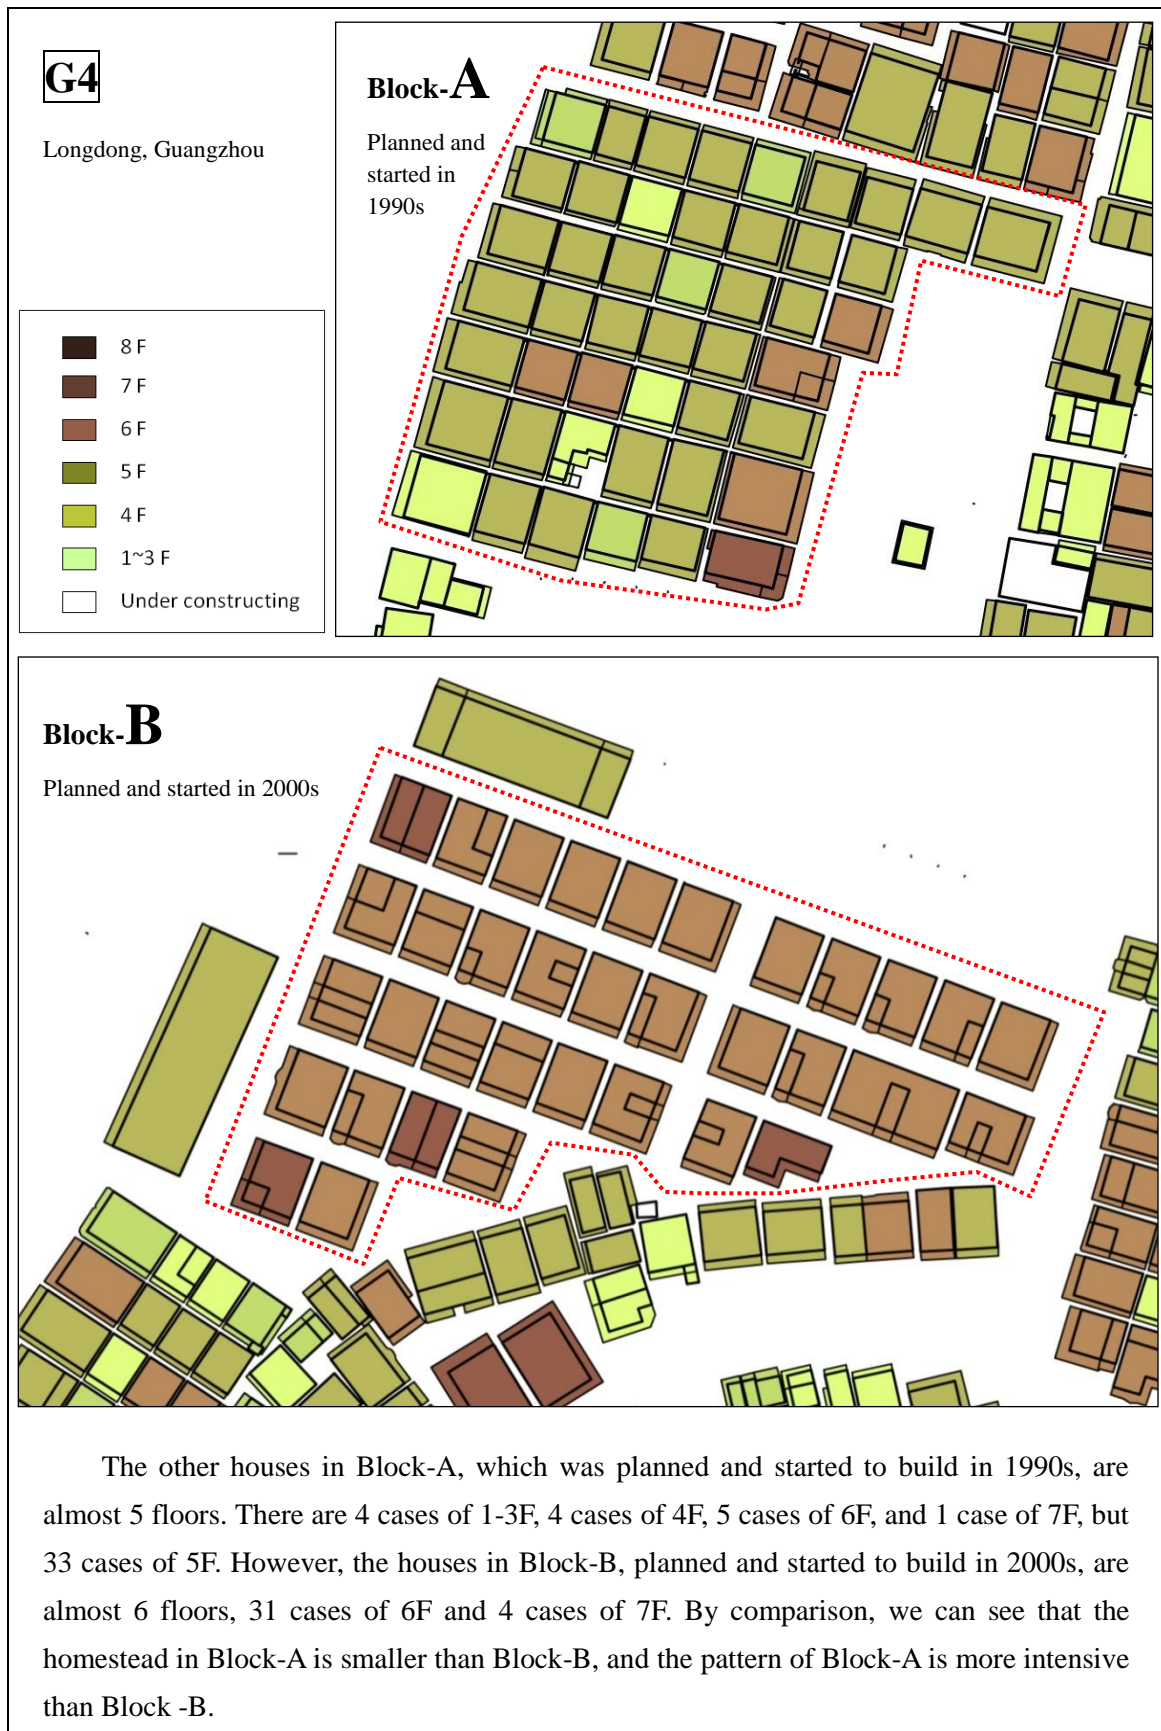 G4
Longdong, Guangzhou
Block-A
Planned and
started in
1990s
8 F
7 F
6 F
5 F
4 F
1~3 F
Under constructing
Block-B
Planned and started in 2000s
The other houses in Block-A, which was planned and started to build in 1990s, are
almost 5 floors. There are 4 cases of 1-3F, 4 cases of 4F, 5 cases of 6F, and 1 case of 7F, but
33 cases of 5F. However, the houses in Block-B, planned and started to build in 2000s, are
almost 6 floors, 31 cases of 6F and 4 cases of 7F. By comparison, we can see that the
homestead in Block-A is smaller than Block-B, and the pattern of Block-A is more intensive
than Block -B.